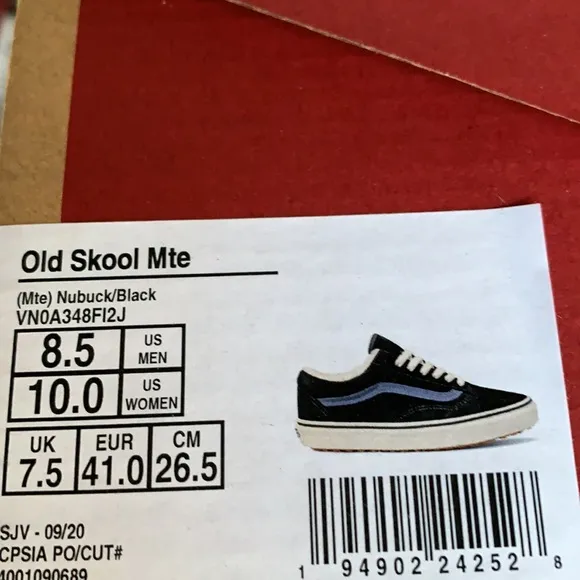 Old Skool Mte
(Mte) Nubuck/Black
VN0A348FI2J
8.5 US MEN
10.0 US WOMEN
UK 7.5 EUR 41.0 CM 26.5
SJV - 09/20
CPSIA PO/CUT#
4001090689
1 94902 24252 8